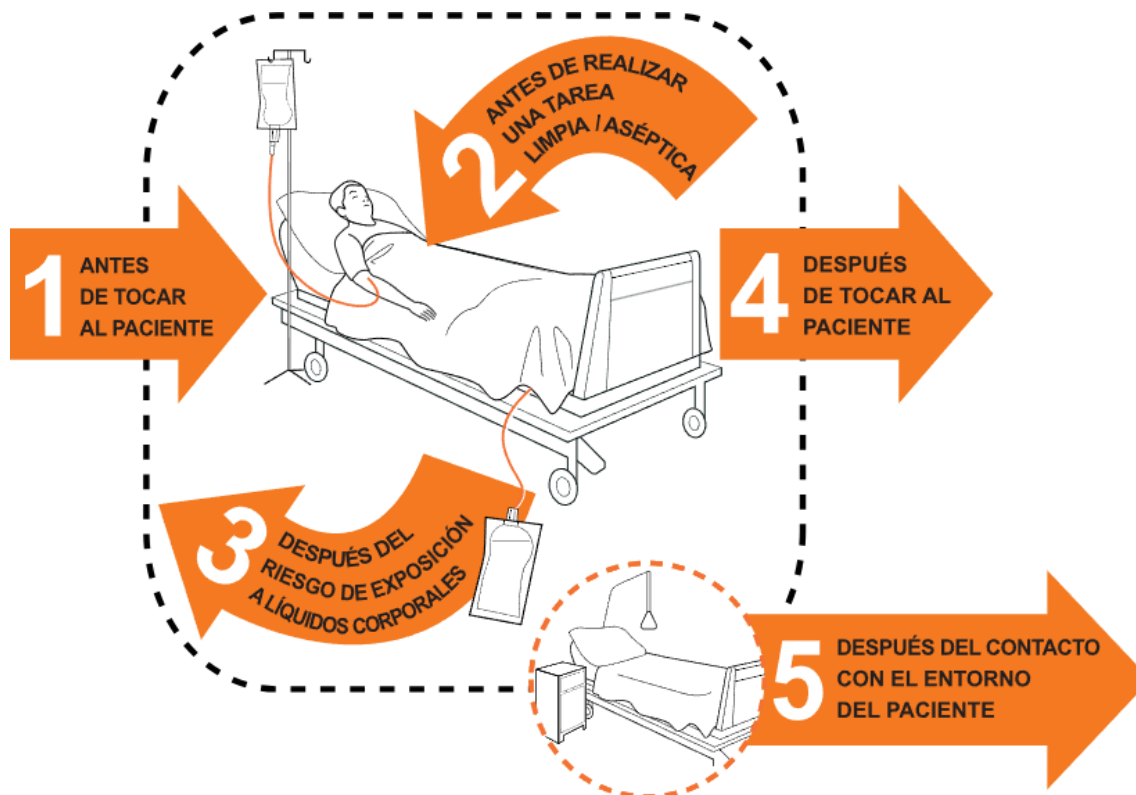 1
ANTES
DE TOCAR
AL PACIENTE
2
ANTES DE REALIZAR
UNA TAREA
LIMPIA / ASÉPTICA
3
DESPUÉS DEL
RIESGO DE EXPOSICIÓN
A LÍQUIDOS CORPORALES
4
DESPUÉS
DE TOCAR AL
PACIENTE
5
DESPUÉS DEL CONTACTO
CON EL ENTORNO
DEL PACIENTE